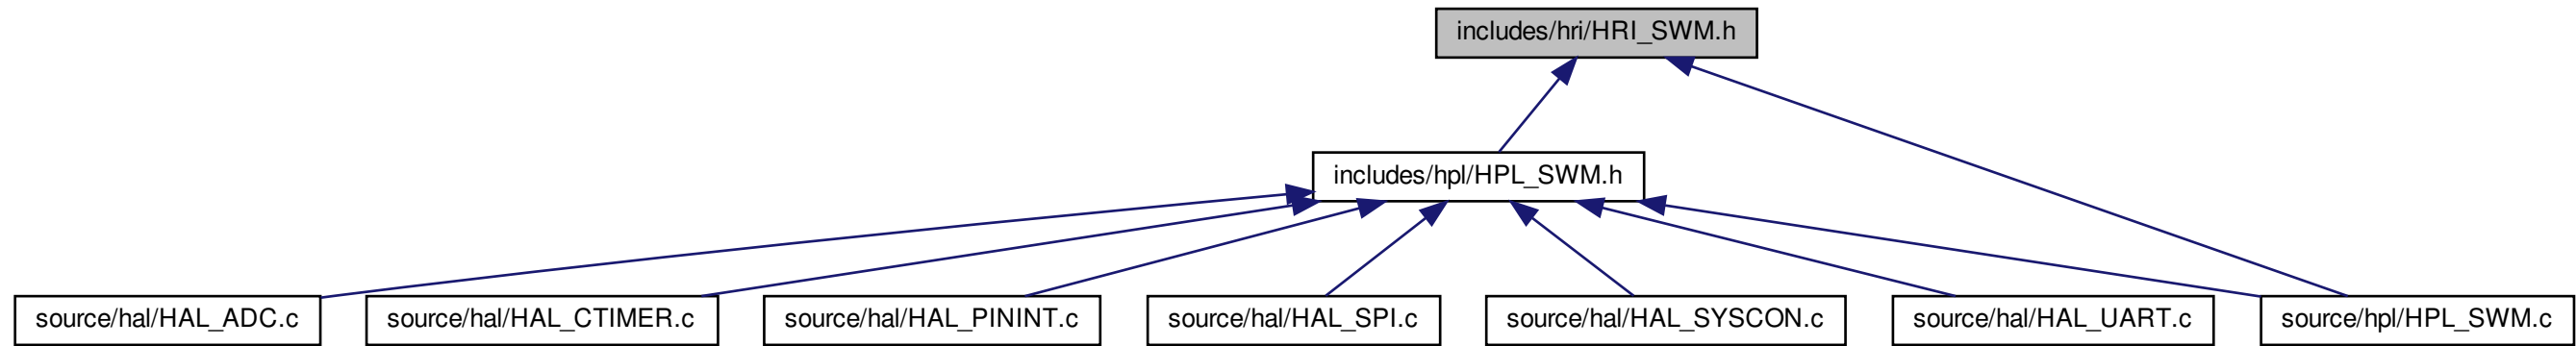 includes/hri/HRI_SWM.h
includes/hpl/HPL_SWM.h
source/hal/HAL_ADC.c
source/hal/HAL_CTIMER.c
source/hal/HAL_PININT.c
source/hal/HAL_SPI.c
source/hal/HAL_SYSCON.c
source/hal/HAL_UART.c
source/hpl/HPL_SWM.c